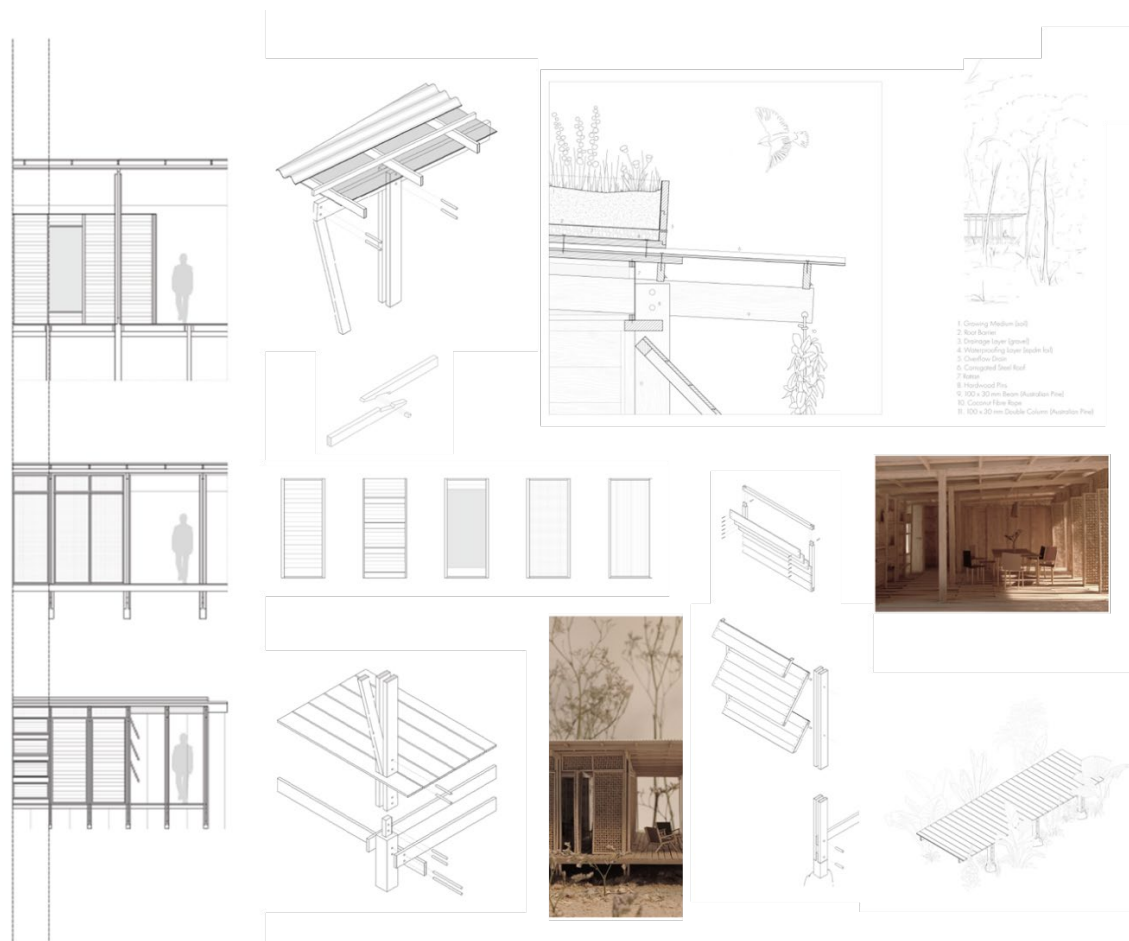 1. Growing Medium (soil)
2. Root Barrier
3. Drainage Layer (gravel)
4. Waterproofing Layer (apdm foil)
5. Overflow Drain
6. Corrugated Steel Roof
7. Rafter
8. Hardwood Pins
9. 100 x 30 mm Beam (Australian Pine)
10. Coconut Fibre Rope
11. 100 x 30 mm Double Column (Australian Pine)